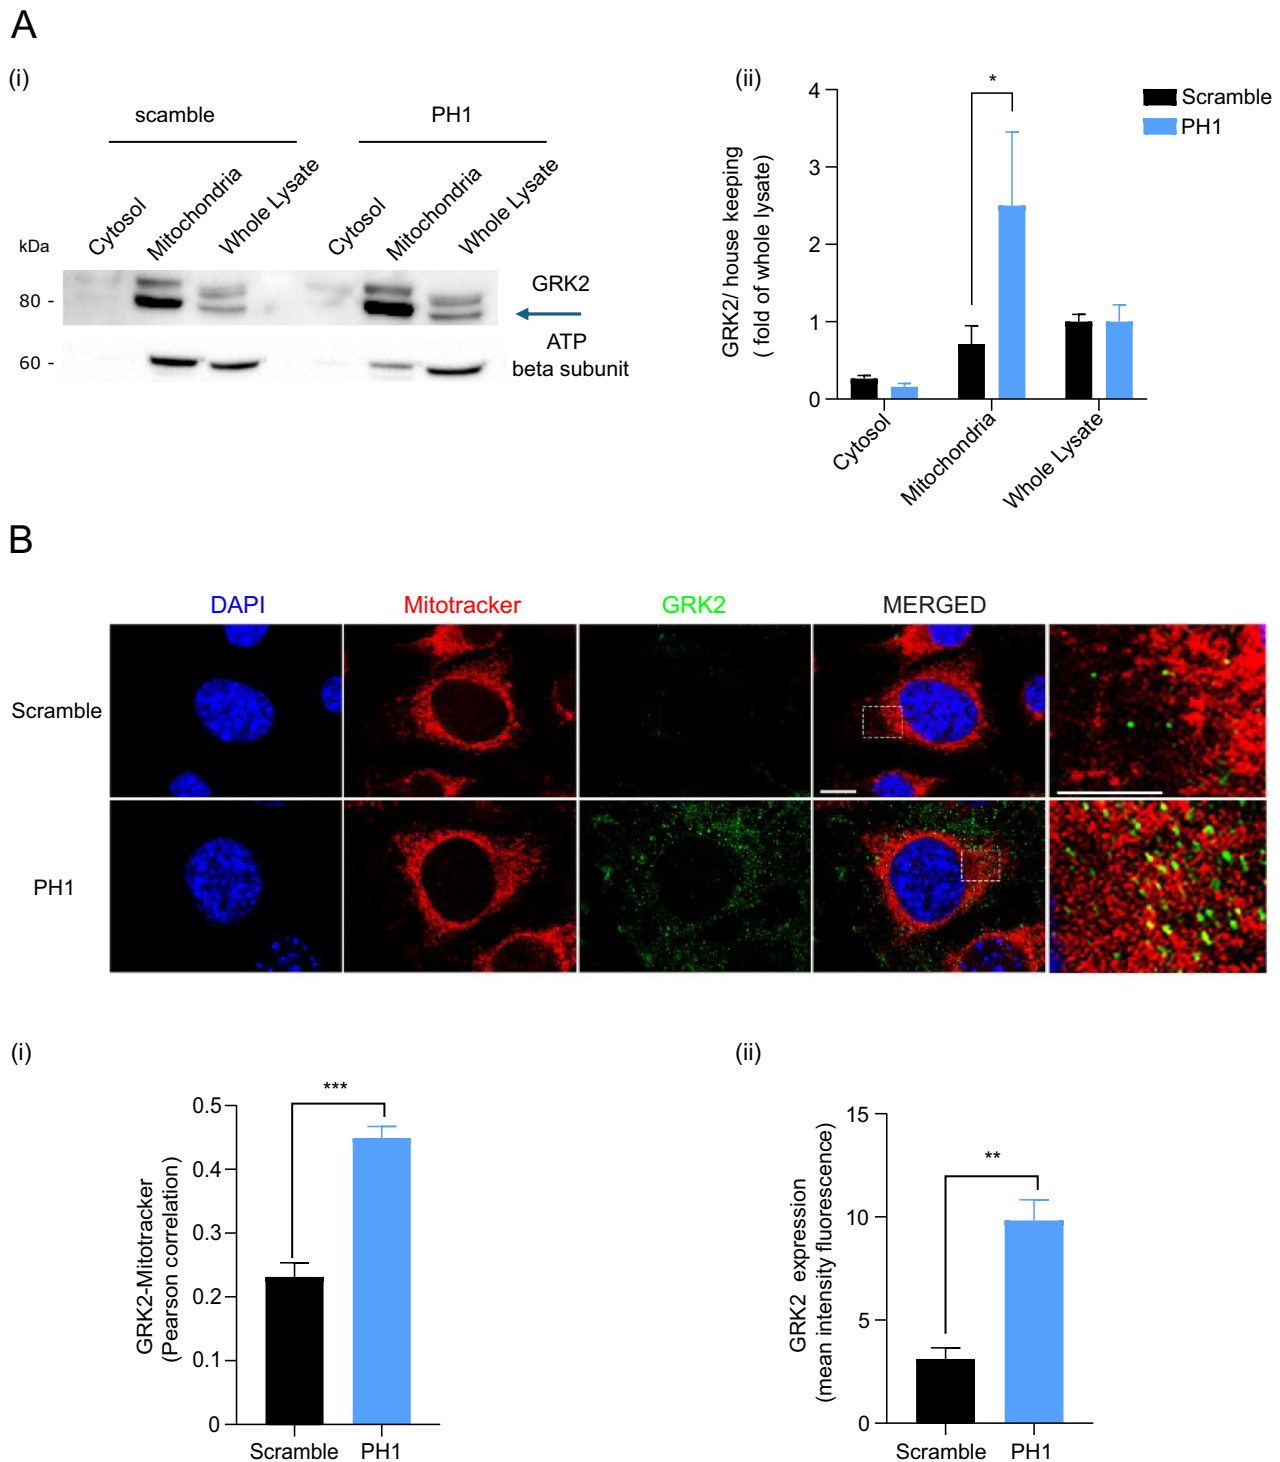 A
(i)
scamble
PH1
Cytosol
Mitochondria
Whole Lysate
Cytosol
Mitochondria
Whole Lysate
kDa
80 -
60 -
GRK2
ATP
beta subunit
(ii)
GRK2/ house keeping
( fold of whole lysate)
4
3
2
1
0
*
Cytosol
Mitochondria
Whole Lysate
Scramble
PH1
B
DAPI
Mitotracker
GRK2
MERGED
Scramble
PH1
(i)
GRK2-Mitotracker
(Pearson correlation)
0.5
0.4
0.3
0.2
0.1
0
***
Scramble
PH1
(ii)
GRK2 expression
(mean intensity fluorescence)
15
10
5
0
**
Scramble
PH1